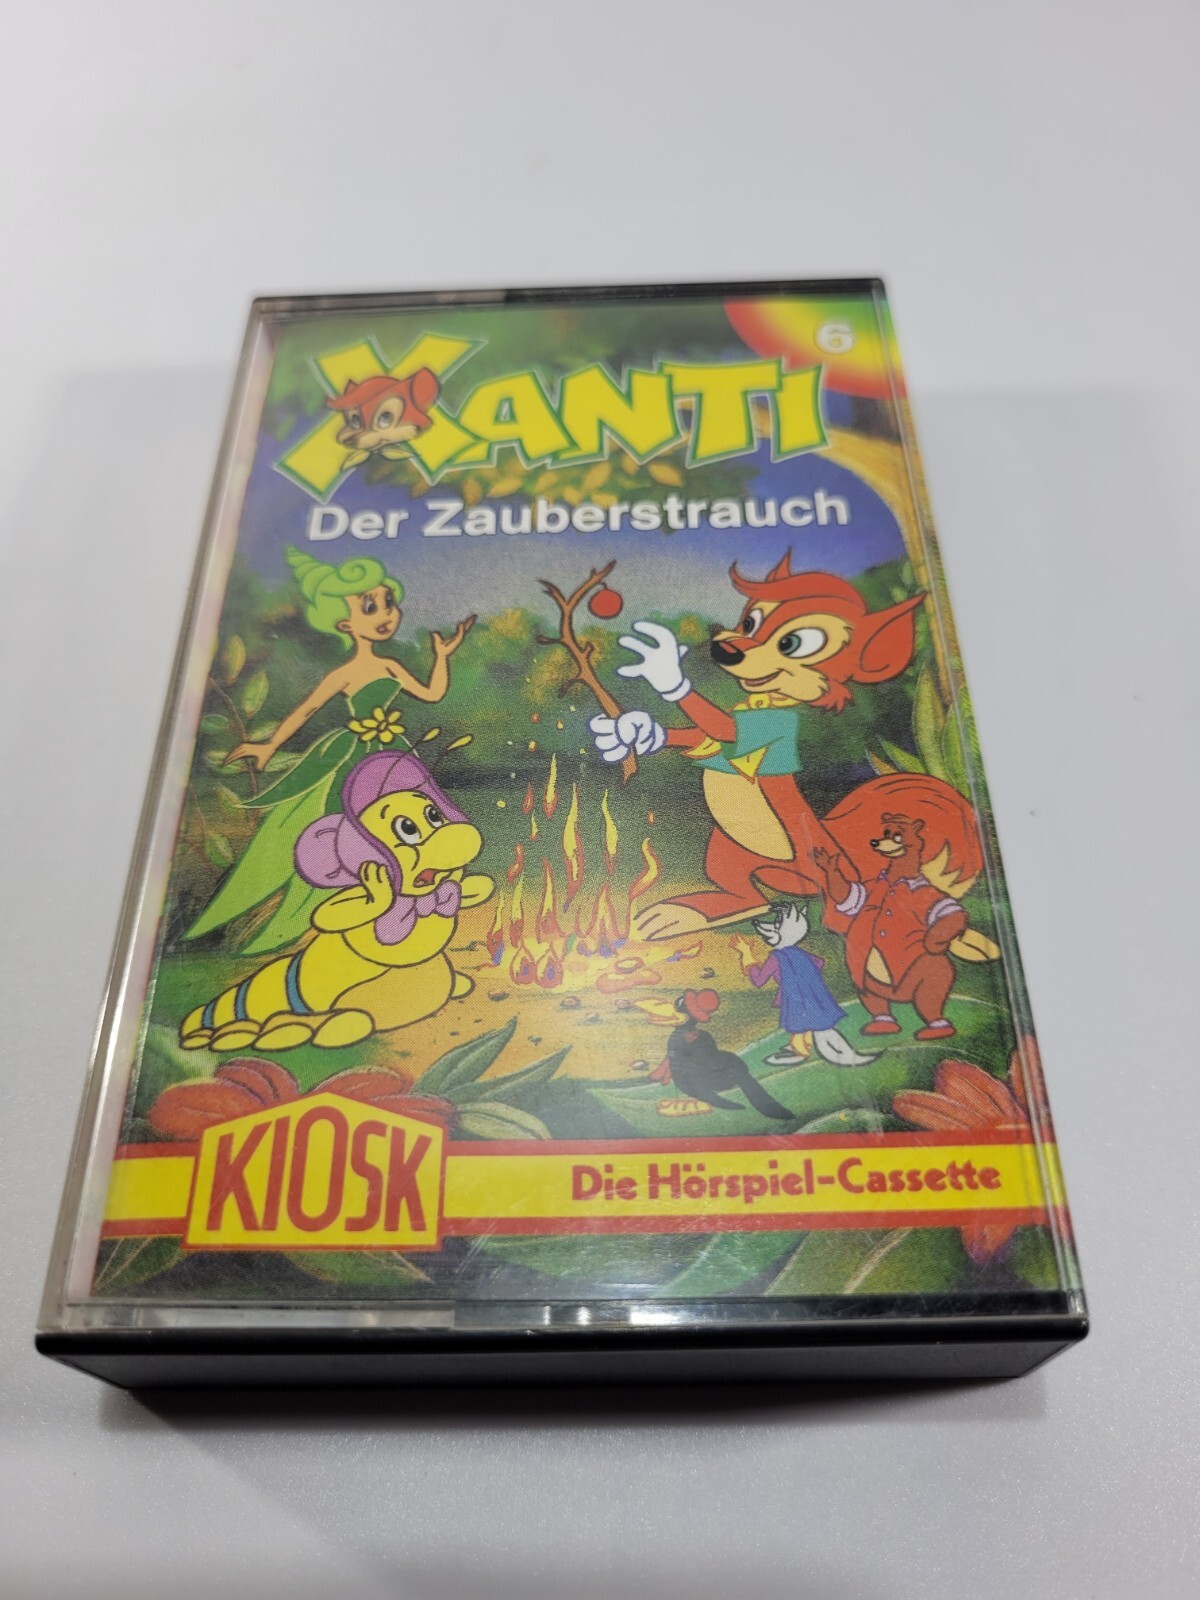 6
XANTI
Der Zauberstrauch
KIOSK
Die Hörspiel-Cassette